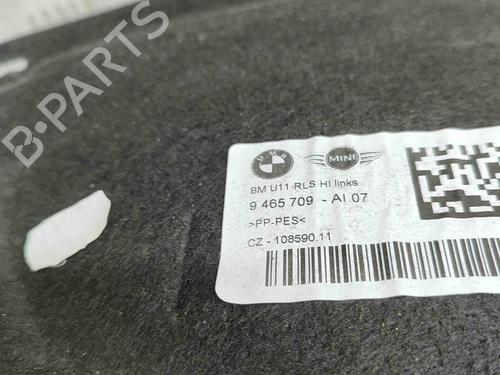 B-PARTS
MINI
BM U11 RLS HI links
9 465 709 - AI 07
>PP-PES<
CZ - 108590.11